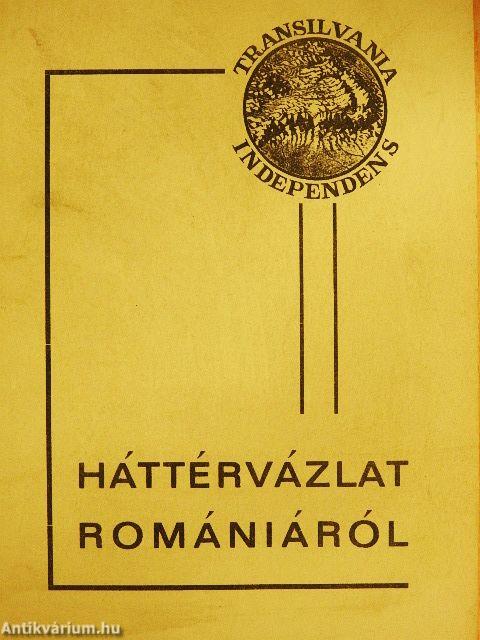 TRANSILVANIA
INDEPENDENS
HÁTTÉRVÁZLAT
ROMÁNIÁRÓL
Antikvárium.hu